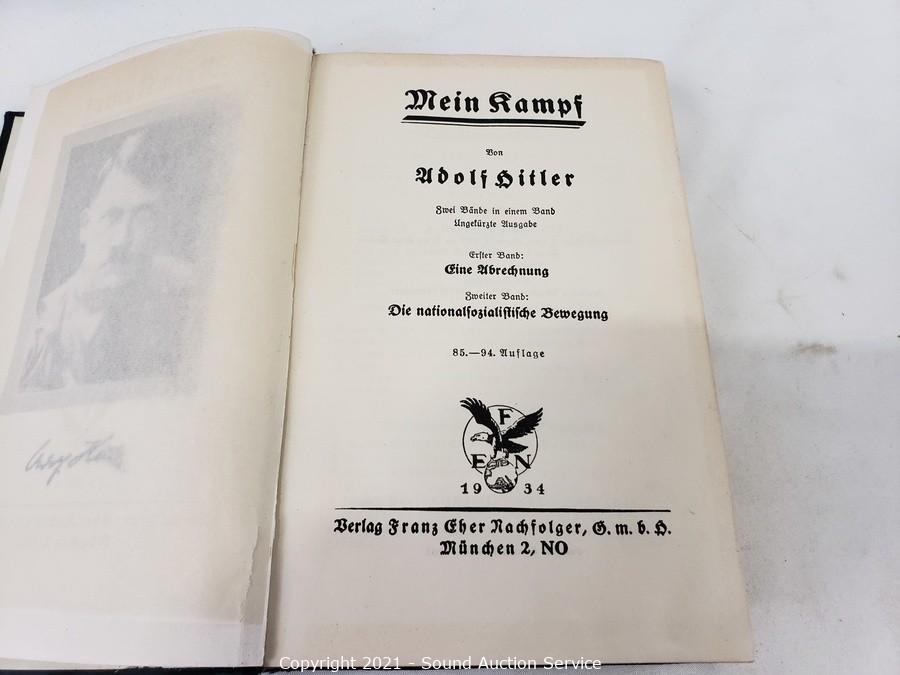 Mein Kampf
Von
Adolf Hitler
Zwei Bände in einem Band
Ungekürzte Ausgabe
Erster Band:
Eine Abrechnung
Zweiter Band:
Die nationalsozialistische Bewegung
85.—94. Auflage
F
E N
19 34
Verlag Franz Eher Nachfolger, G. m. b. H.
München 2, NO
Copyright 2021 - Sound Auction Service